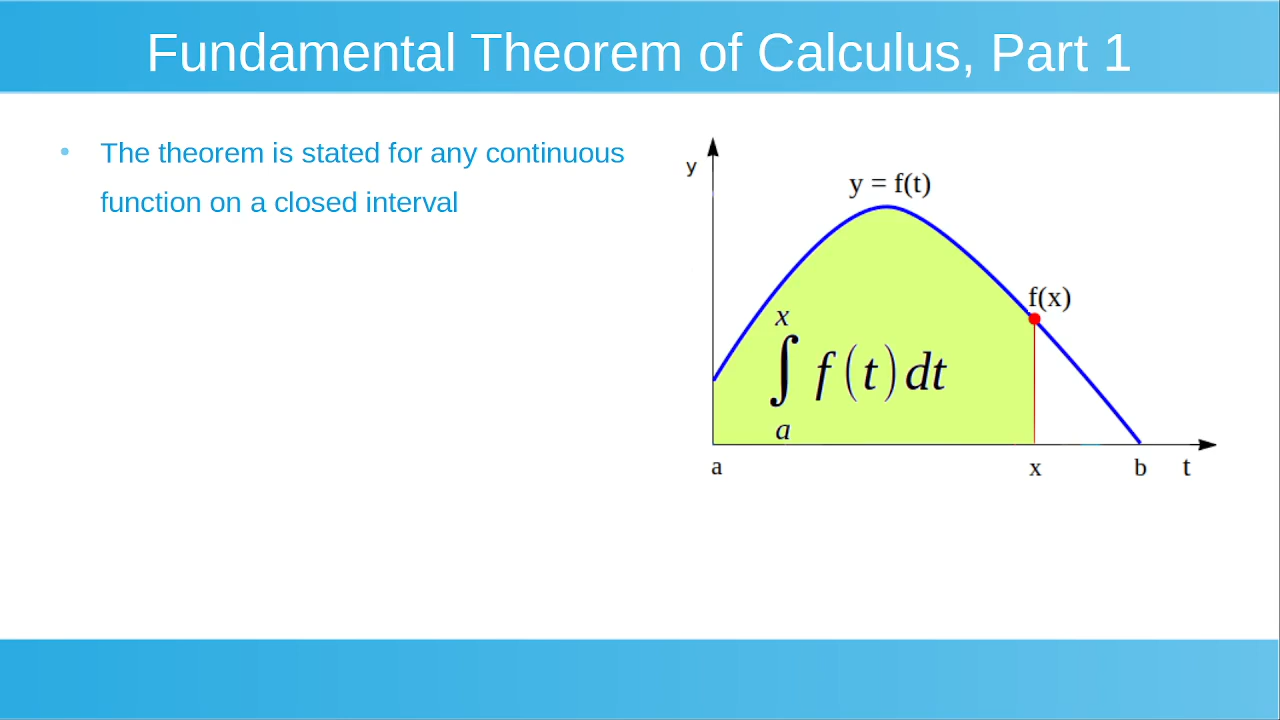 Fundamental Theorem of Calculus, Part 1
• The theorem is stated for any continuous
function on a closed interval
y
y = f(t)
f(x)
x
∫ f (t) dt
a
a x b t